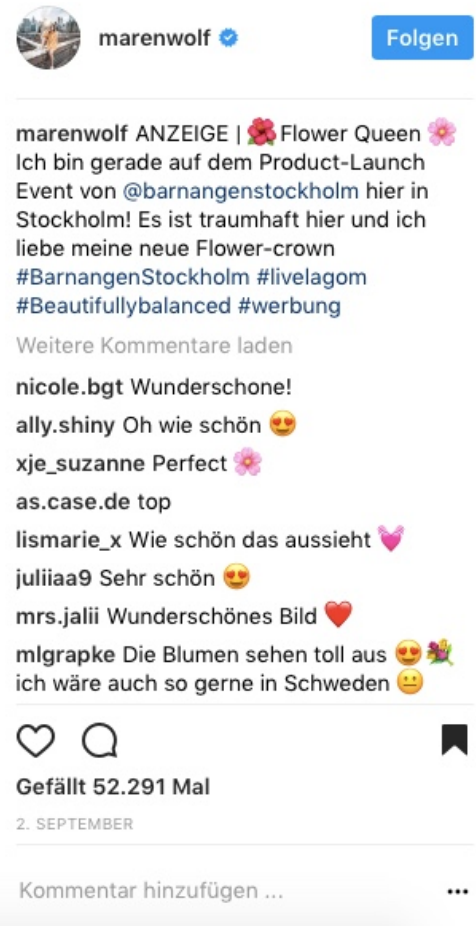 marenwolf
Folgen
marenwolf ANZEIGE | 🌺Flower Queen 🌸
Ich bin gerade auf dem Product-Launch
Event von @barnangenstockholm hier in
Stockholm! Es ist traumhaft hier und ich
liebe meine neue Flower-crown
#BarnangenStockholm #livelagom
#Beautifullybalanced #werbung
Weitere Kommentare laden
nicole.bgt Wunderschone!
ally.shiny Oh wie schön 😍
xje_suzanne Perfect 🌸
as.case.de top
lismarie_x Wie schön das aussieht 💓
juliiaa9 Sehr schön 😍
mrs.jalii Wunderschönes Bild ❤️
mlgrapke Die Blumen sehen toll aus 😍💐
ich wäre auch so gerne in Schweden 😐
Gefällt 52.291 Mal
2. SEPTEMBER
Kommentar hinzufügen ...